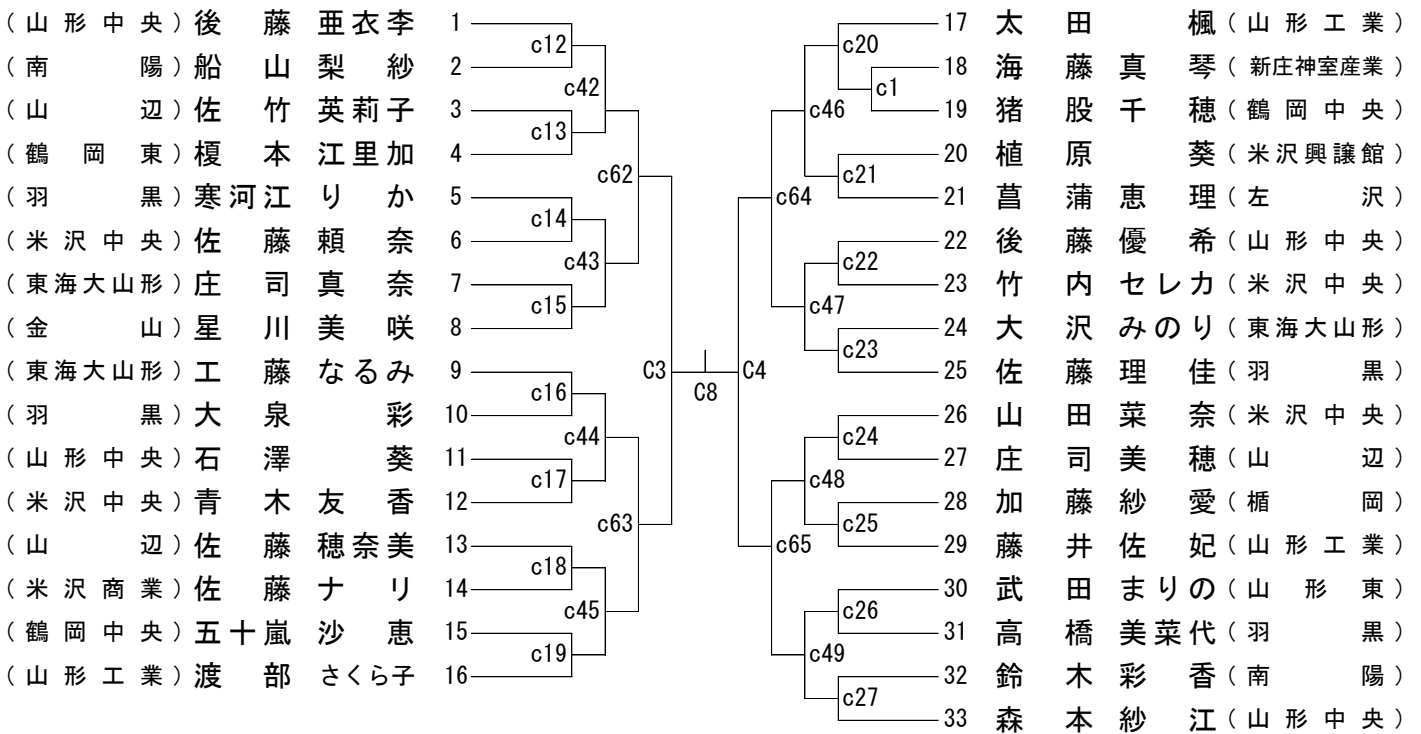 (山形中央) 後藤亜衣李 1
(南陽) 船山梨紗 2
(山辺) 佐竹英莉子 3
(鶴岡東) 榎本江里加 4
(羽黒) 寒河江りか 5
(米沢中央) 佐藤頼奈 6
(東海大山形) 庄司真奈 7
(金山) 星川美咲 8
(東海大山形) 工藤なるみ 9
(羽黒) 大泉彩 10
(山形中央) 石澤葵 11
(米沢中央) 青木友香 12
(山辺) 佐藤穂奈美 13
(米沢商業) 佐藤ナリ 14
(鶴岡中央) 五十嵐沙恵 15
(山形工業) 渡部さくら子 16
c12
c13
c14
c15
c16
c17
c18
c19
c42
c43
c44
c45
c62
c63
C3
C8
C4
c64
c65
c46
c47
c48
c49
c20
c1
c21
c22
c23
c24
c25
c26
c27
17 太田楓 (山形工業)
18 海藤真琴 (新庄神室産業)
19 猪股千穂 (鶴岡中央)
20 植原葵 (米沢興譲館)
21 菖蒲恵理 (左沢)
22 後藤優希 (山形中央)
23 竹内セレカ (米沢中央)
24 大沢みのり (東海大山形)
25 佐藤理佳 (羽黒)
26 山田菜奈 (米沢中央)
27 庄司美穂 (山辺)
28 加藤紗愛 (楯岡)
29 藤井佐妃 (山形工業)
30 武田まりの (山形東)
31 高橋美菜代 (羽黒)
32 鈴木彩香 (南陽)
33 森本紗江 (山形中央)